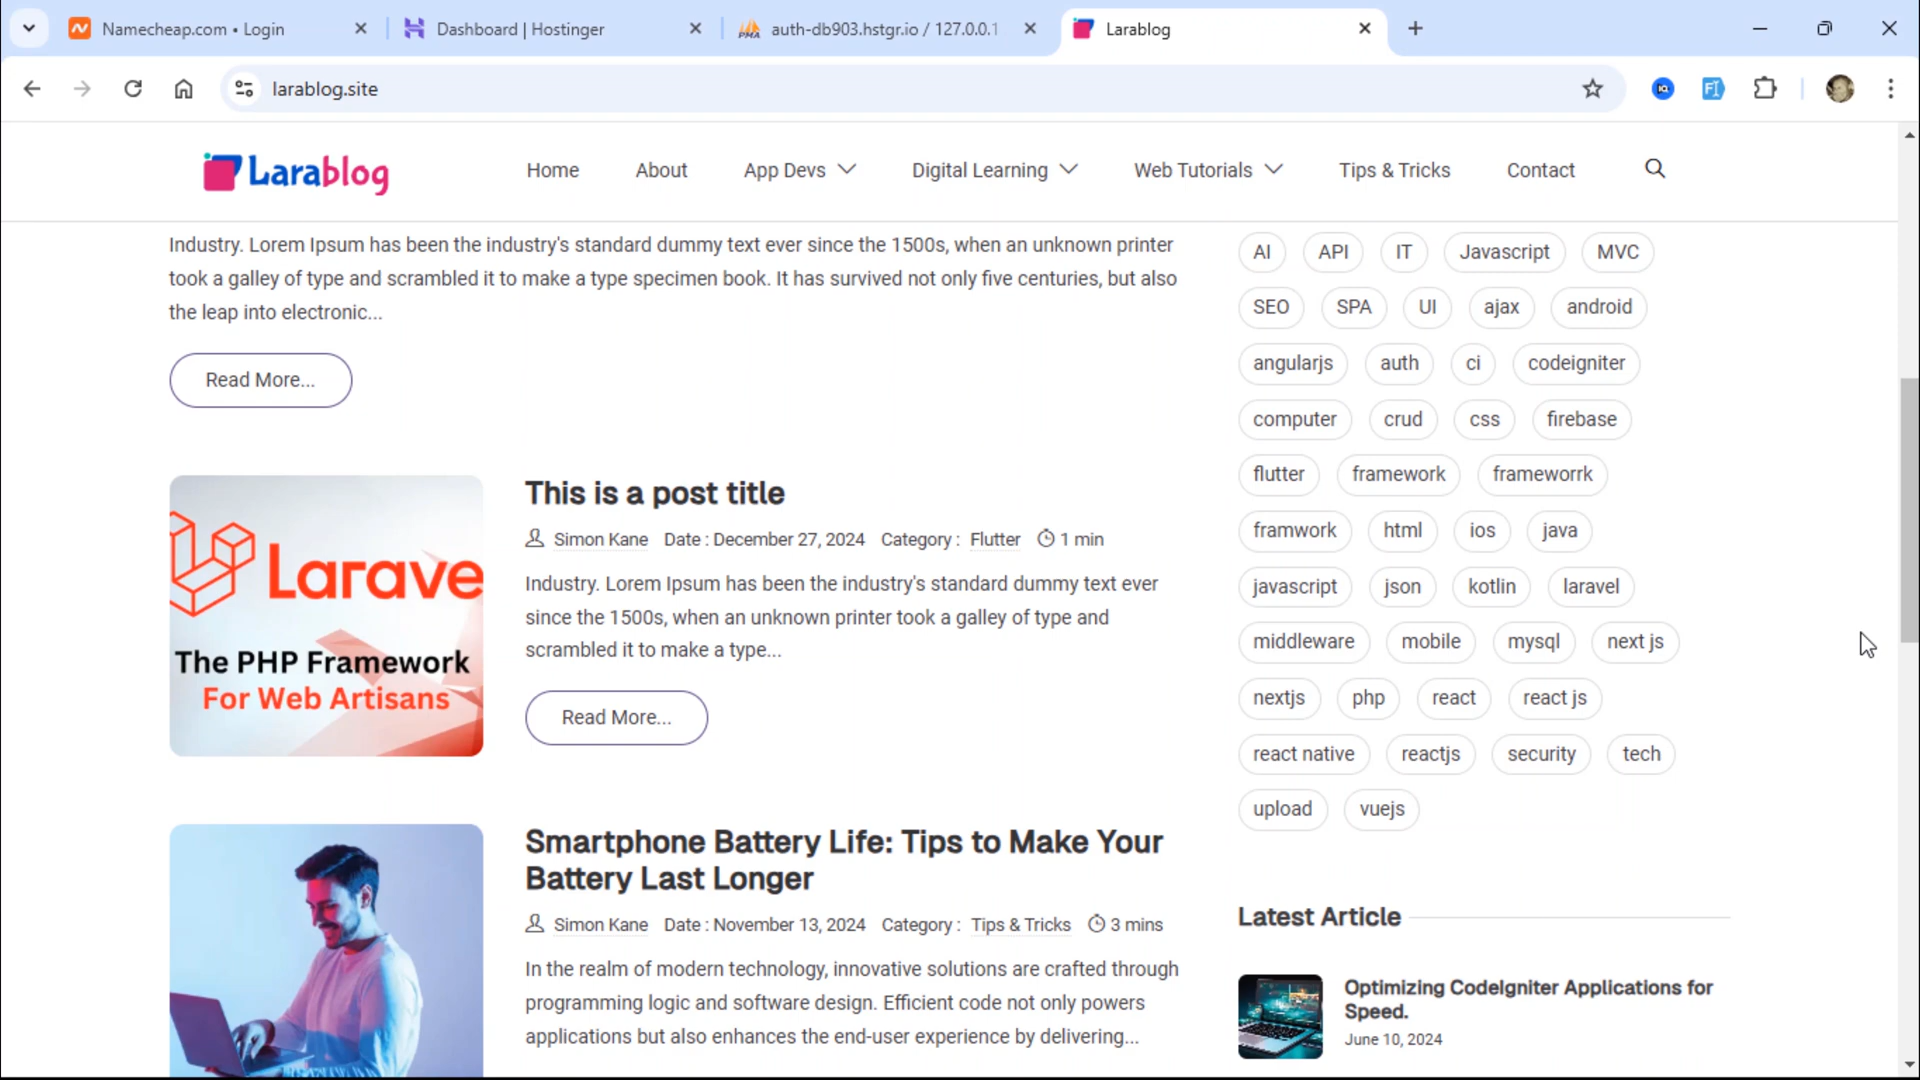 Namecheap.com • Login
Dashboard | Hostinger
PMA
auth-db903.hstgr.io / 127.0.0.1
Larablog
larablog.site
Larablog
Home
About
App Devs
Digital Learning
Web Tutorials
Tips & Tricks
Contact
Industry. Lorem Ipsum has been the industry's standard dummy text ever since the 1500s, when an unknown printer
took a galley of type and scrambled it to make a type specimen book. It has survived not only five centuries, but also
the leap into electronic...
Read More...
Larave
The PHP Framework
For Web Artisans
This is a post title
Simon Kane Date : December 27, 2024 Category : Flutter 1 min
Industry. Lorem Ipsum has been the industry's standard dummy text ever
since the 1500s, when an unknown printer took a galley of type and
scrambled it to make a type...
Read More...
Smartphone Battery Life: Tips to Make Your
Battery Last Longer
Simon Kane Date : November 13, 2024 Category : Tips & Tricks 3 mins
In the realm of modern technology, innovative solutions are crafted through
programming logic and software design. Efficient code not only powers
applications but also enhances the end-user experience by delivering...
AI API IT Javascript MVC
SEO SPA UI ajax android
angularjs auth ci codeigniter
computer crud css firebase
flutter framework frameworrk
framwork html ios java
javascript json kotlin laravel
middleware mobile mysql next js
nextjs php react react js
react native reactjs security tech
upload vuejs
Latest Article
Optimizing CodeIgniter Applications for
Speed.
June 10, 2024